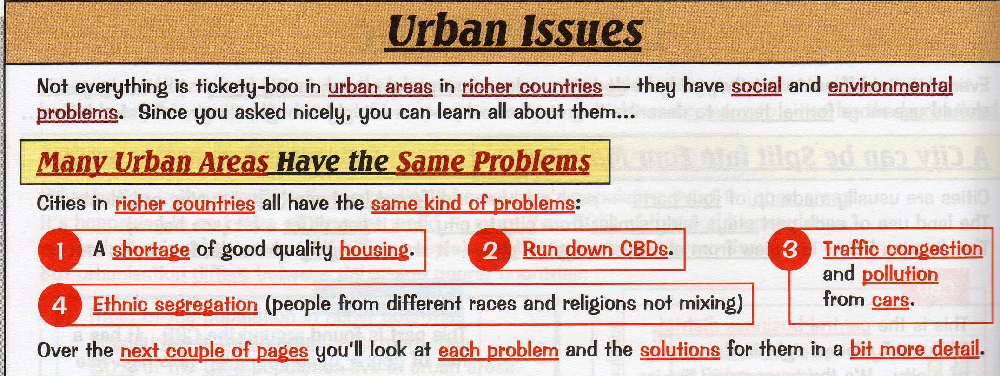 Urban Issues
Not everything is tickety-boo in urban areas in richer countries — they have social and environmental
problems. Since you asked nicely, you can learn all about them...
Many Urban Areas Have the Same Problems
Cities in richer countries all have the same kind of problems:
1 A shortage of good quality housing.
2 Run down CBDs.
3 Traffic congestion
and pollution
from cars.
4 Ethnic segregation (people from different races and religions not mixing)
Over the next couple of pages you'll look at each problem and the solutions for them in a bit more detail.